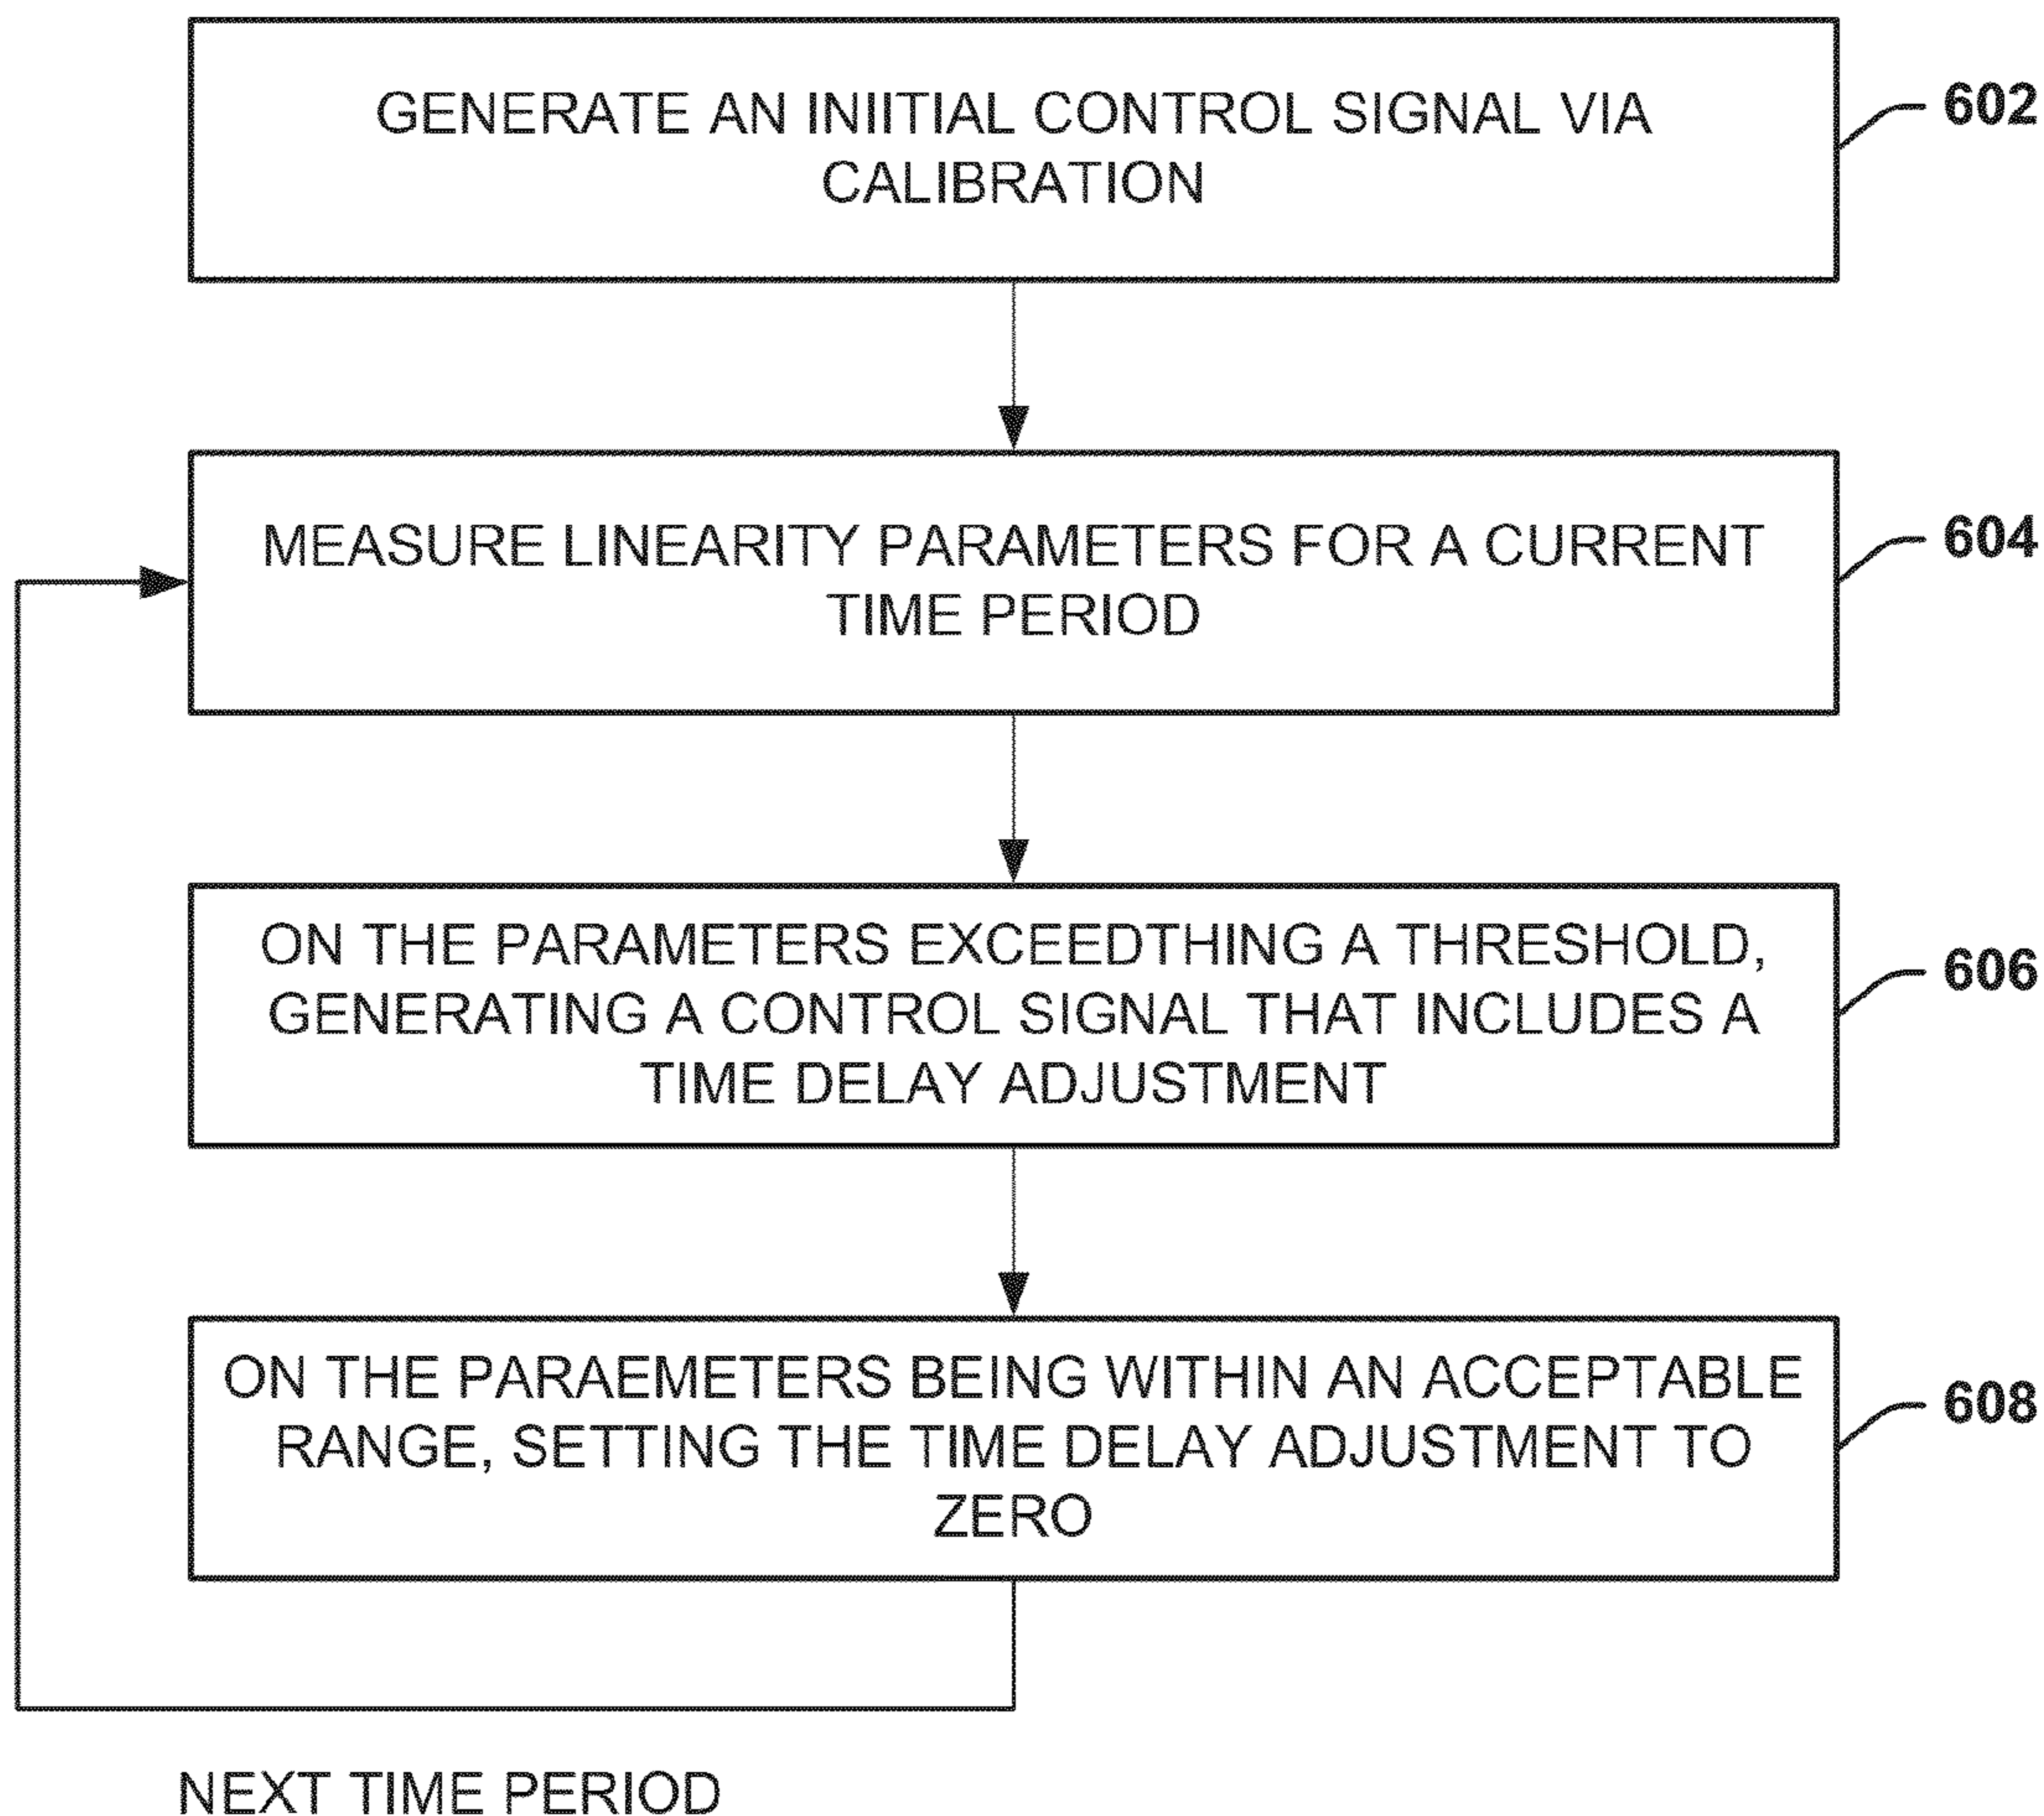 GENERATE AN INIITIAL CONTROL SIGNAL VIA
CALIBRATION
602
MEASURE LINEARITY PARAMETERS FOR A CURRENT
TIME PERIOD
604
ON THE PARAMETERS EXCEEDTHING A THRESHOLD,
GENERATING A CONTROL SIGNAL THAT INCLUDES A
TIME DELAY ADJUSTMENT
606
ON THE PARAEMETERS BEING WITHIN AN ACCEPTABLE
RANGE, SETTING THE TIME DELAY ADJUSTMENT TO
ZERO
608
NEXT TIME PERIOD